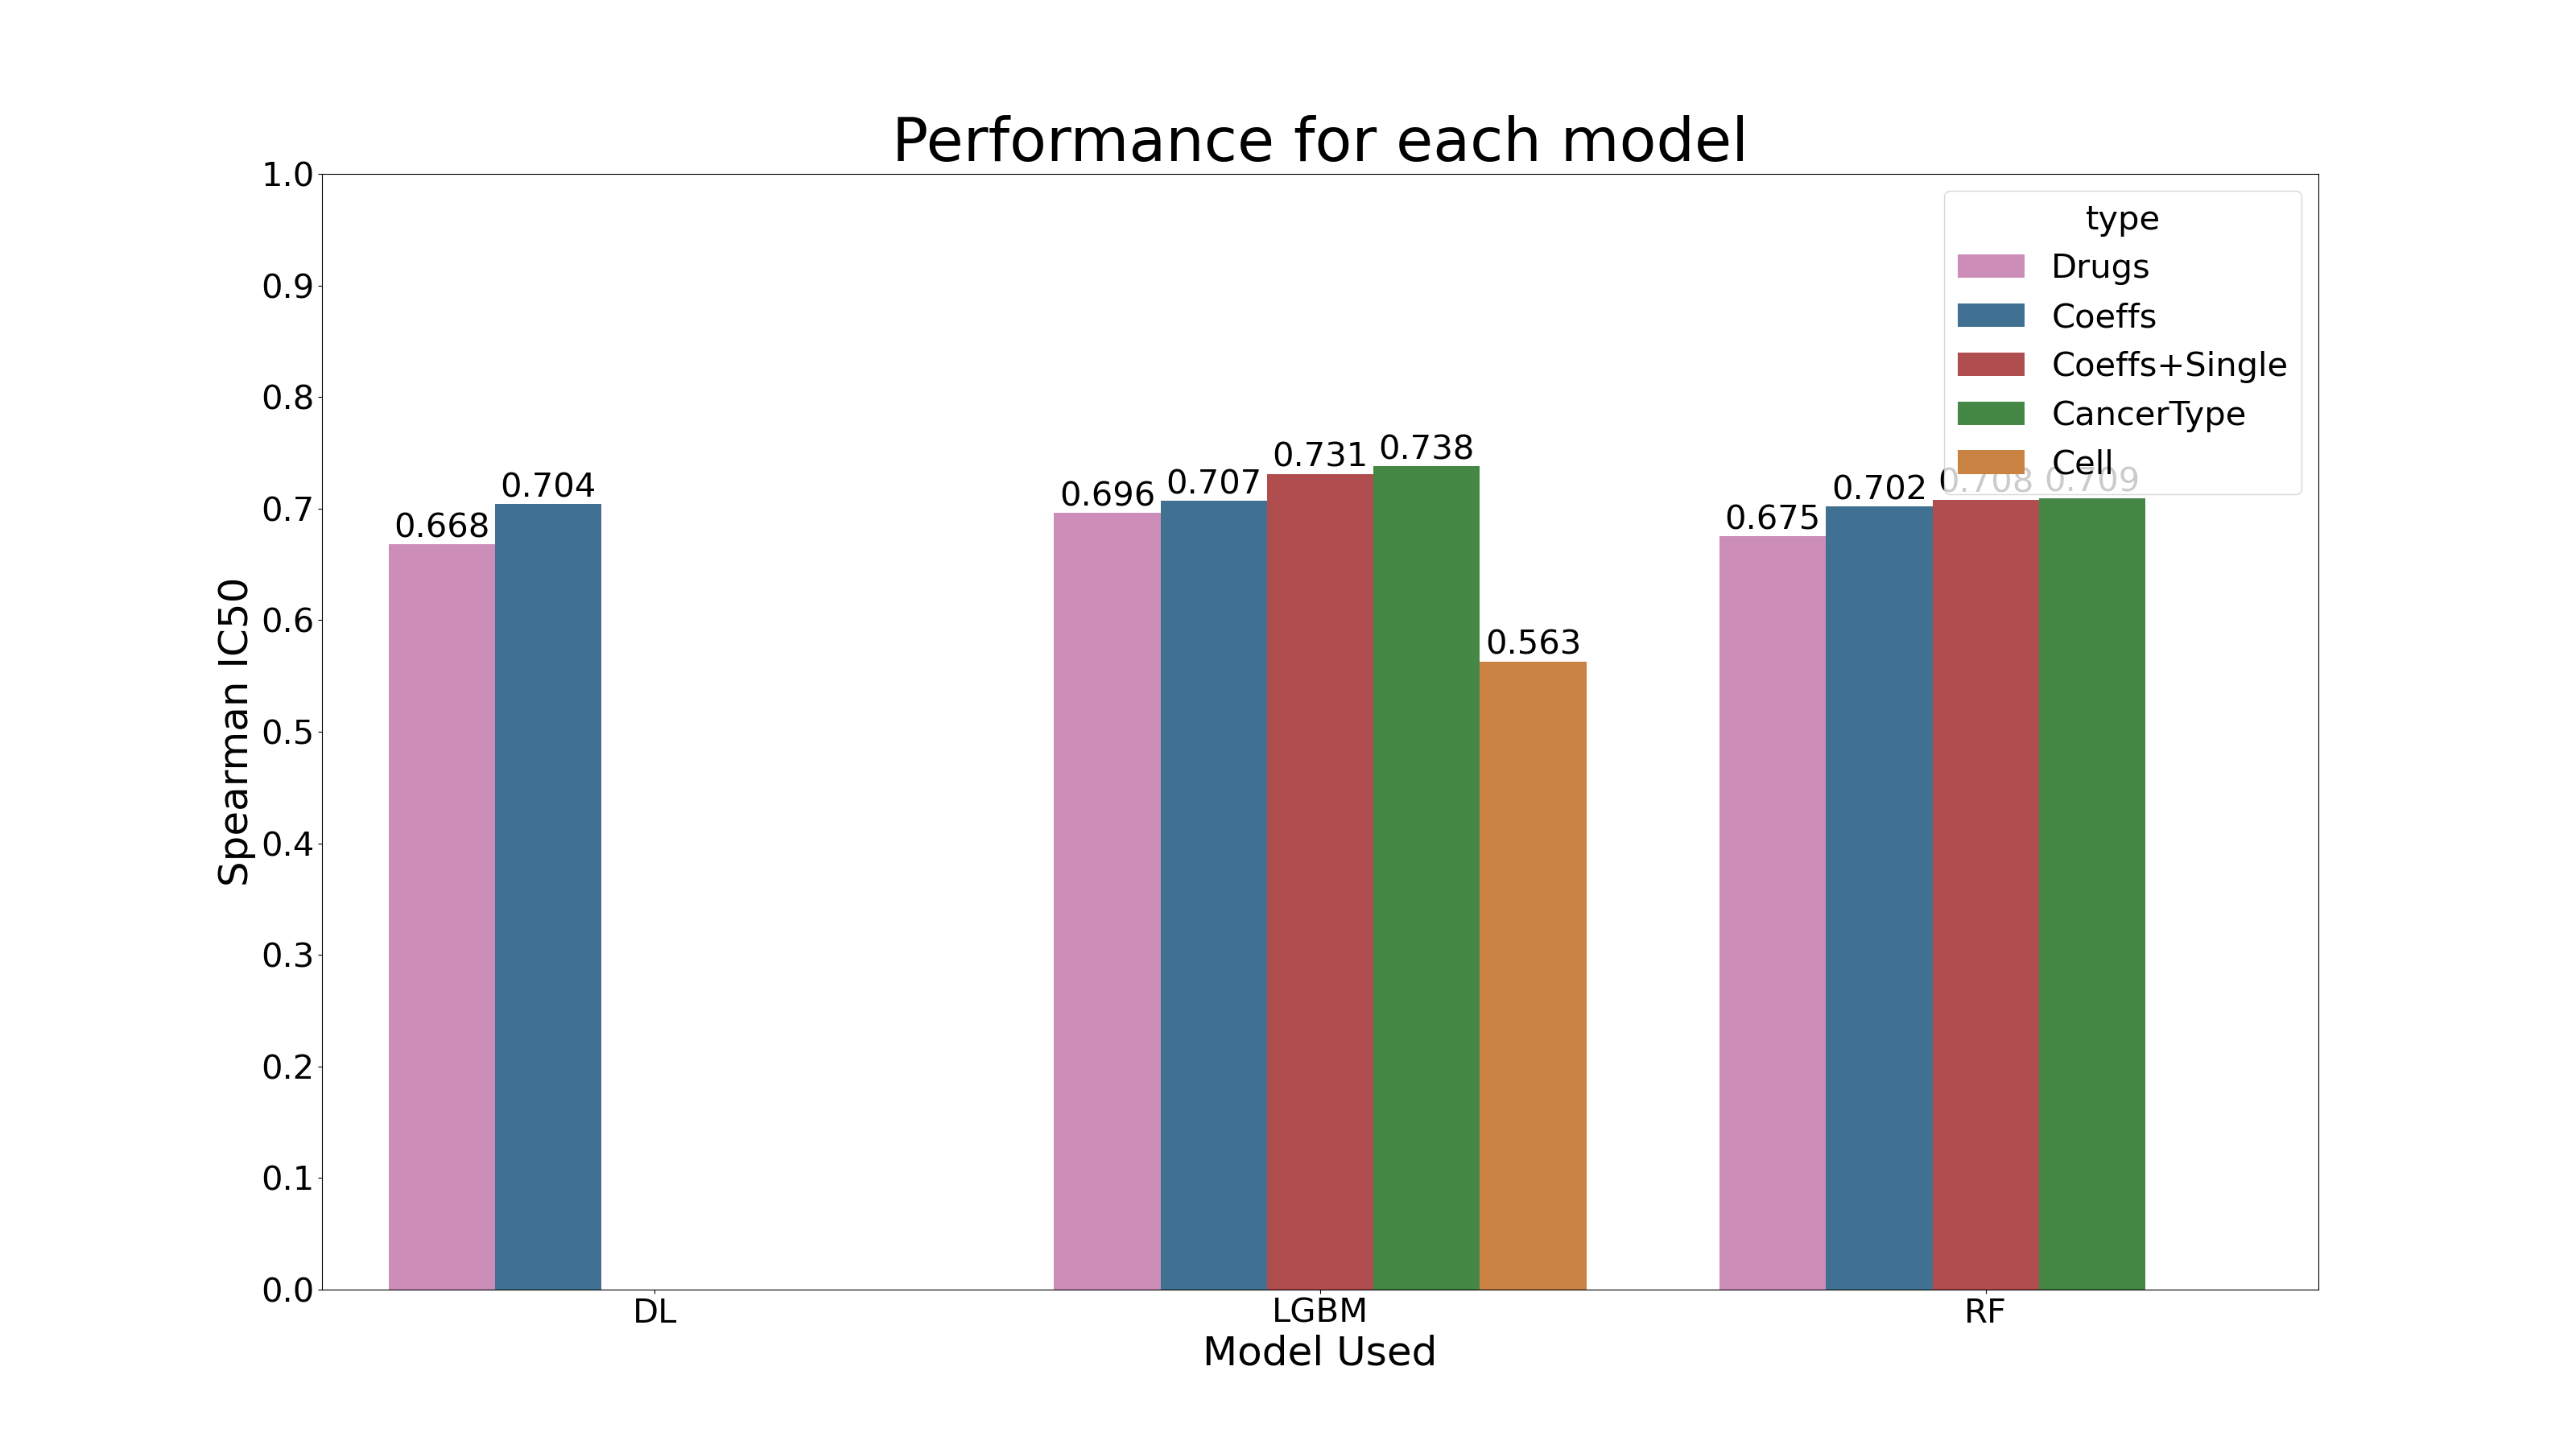 Performance for each model
1.0
0.9
0.8
0.7
0.6
0.5
0.4
0.3
0.2
0.1
0.0
Spearman IC50
type
Drugs
Coeffs
Coeffs+Single
CancerType
Cell
0.668
0.704
0.696
0.707
0.731
0.738
0.563
0.675
0.702
0.708
0.709
DL
LGBM
RF
Model Used